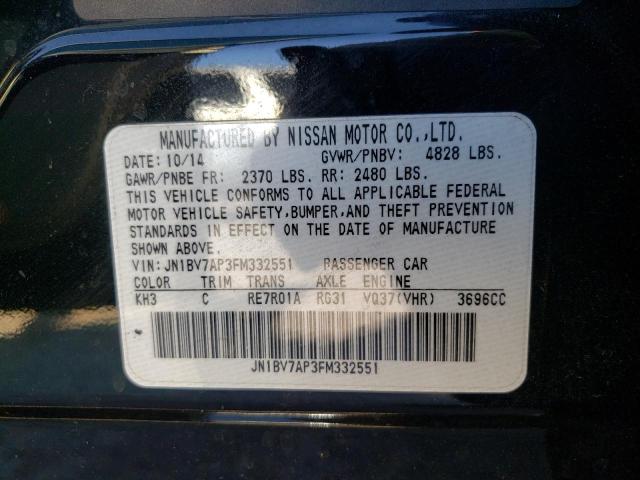 MANUFACTURED BY NISSAN MOTOR CO.,LTD.
DATE: 10/14 GVWR/PNBV: 4828 LBS.
GAWR/PNBE FR: 2370 LBS. RR: 2480 LBS.
THIS VEHICLE CONFORMS TO ALL APPLICABLE FEDERAL
MOTOR VEHICLE SAFETY,BUMPER,AND THEFT PREVENTION
STANDARDS IN EFFECT ON THE DATE OF MANUFACTURE
SHOWN ABOVE.
VIN: JN1BV7AP3FM332551 PASSENGER CAR
COLOR TRIM TRANS AXLE ENGINE
KH3 C RE7R01A RG31 VQ37(VHR) 3696CC
JN1BV7AP3FM332551